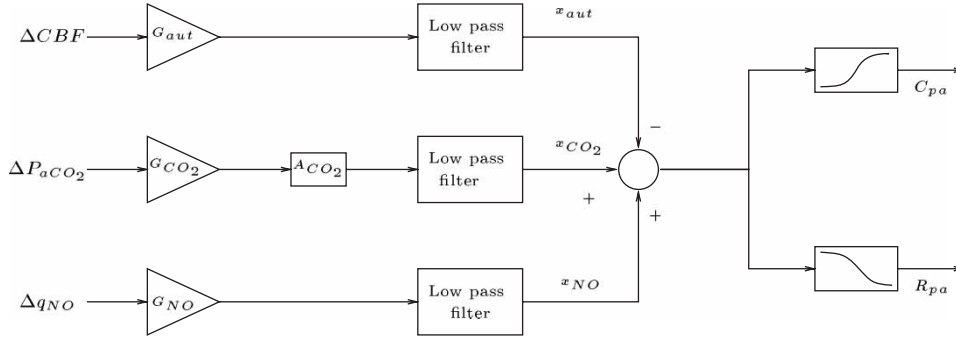 ΔCBF
G_aut
Low pass
filter
x_aut
−
C_pa
ΔP_aCO₂
G_CO₂
A_CO₂
Low pass
filter
x_CO₂
+
+
Δq_NO
G_NO
Low pass
filter
x_NO
R_pa